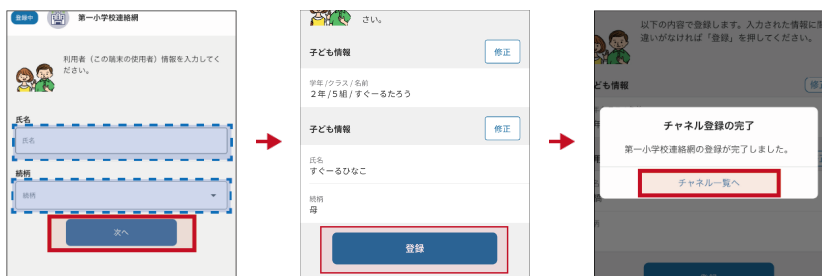 登録中 第一小学校連絡網
利用者（この端末の使用者）情報を入力してく
ださい。
氏名
氏名
続柄
続柄
次へ
さい。
子ども情報 修正
学年/クラス/名前
2年/5組/すぐーるたろう
子ども情報 修正
氏名
すぐーるひなこ
続柄
母
登録
以下の内容で登録します。入力された情報に間
違いがなければ「登録」を押してください。
ども情報
チャネル登録の完了
第一小学校連絡網の登録が完了しました。
チャネル一覧へ